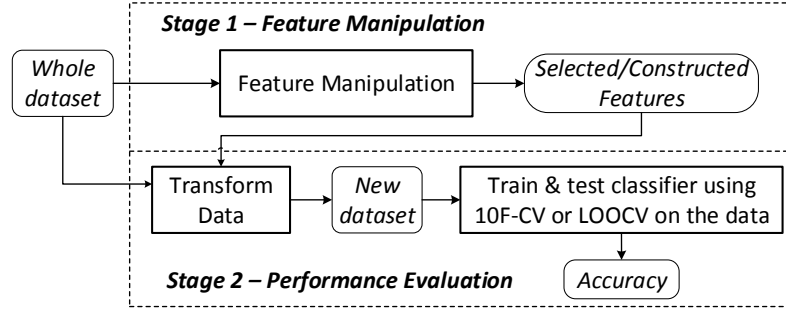 Stage 1 – Feature Manipulation
Whole
dataset
Feature Manipulation
Selected/Constructed
Features
Transform
Data
New
dataset
Train & test classifier using
10F-CV or LOOCV on the data
Stage 2 – Performance Evaluation
Accuracy